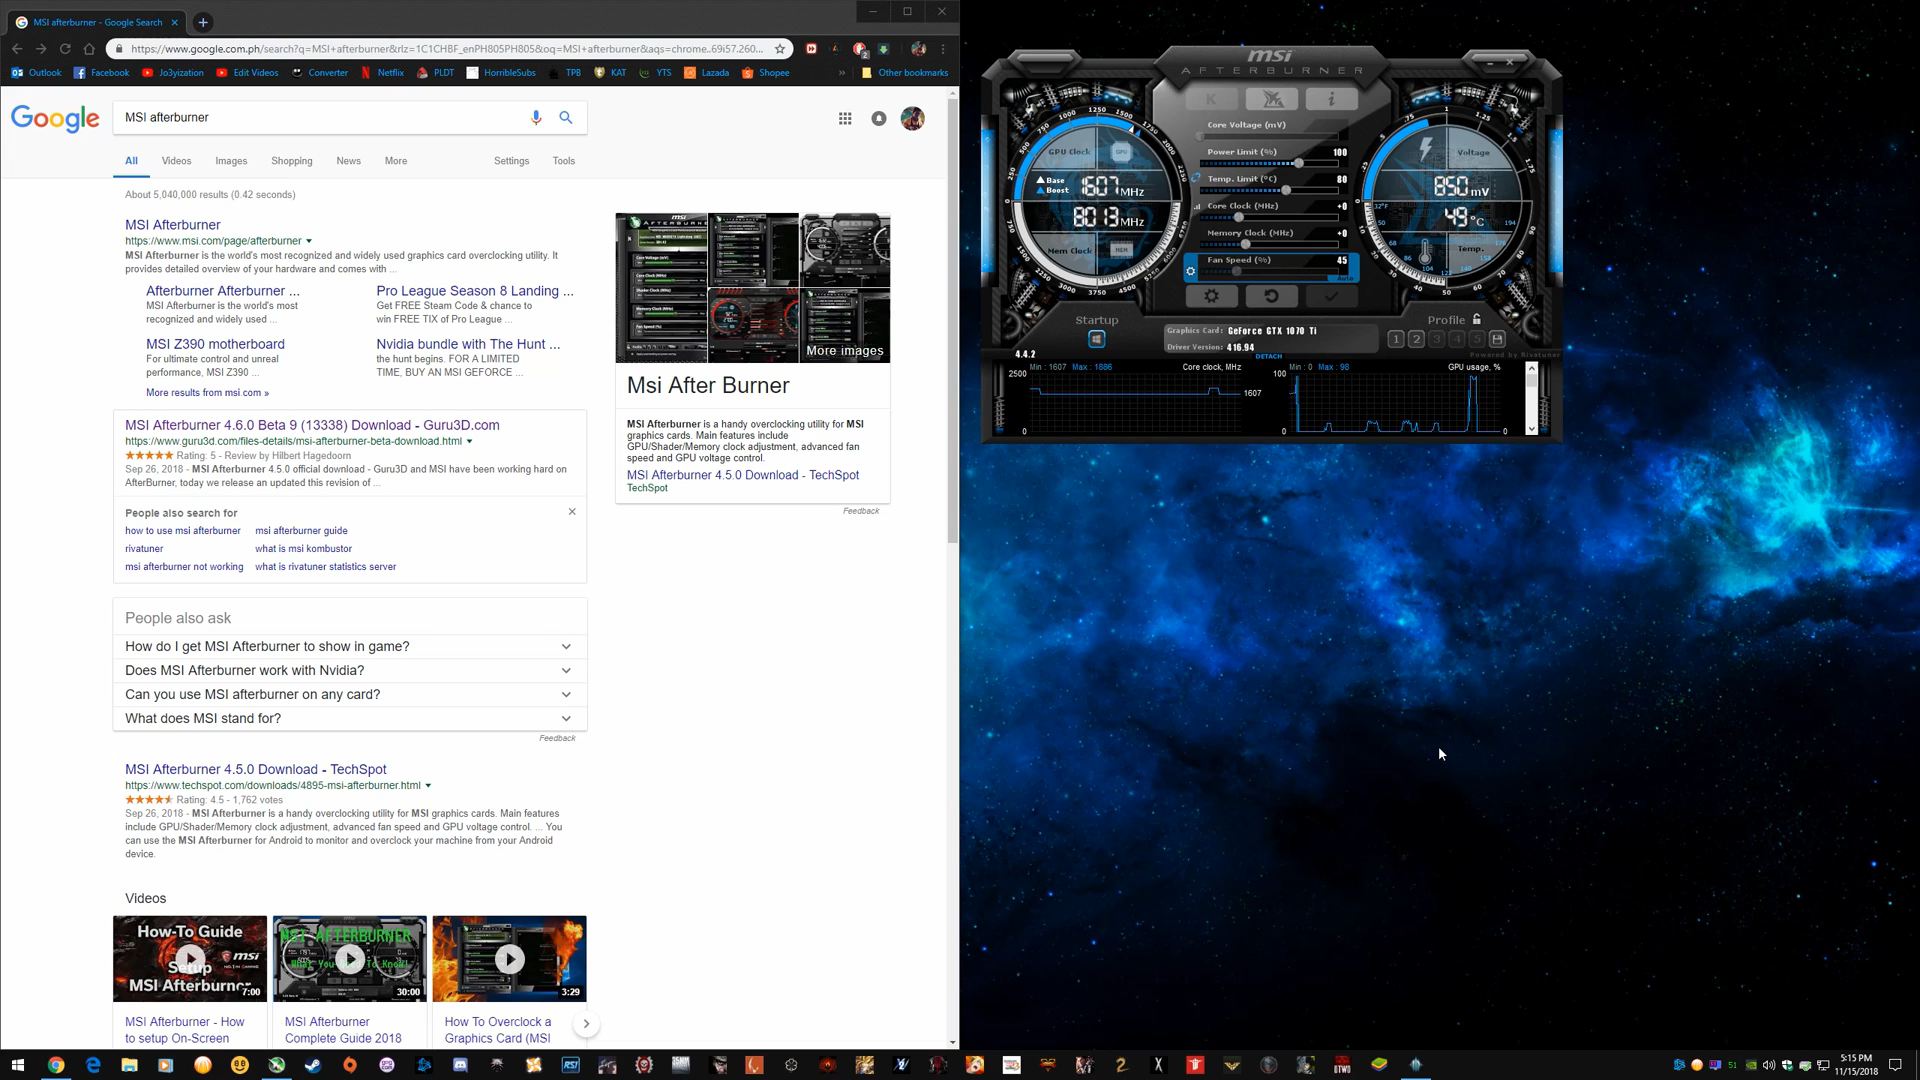 MSI afterburner - Google Search
https://www.google.com.ph/search?q=MSI+afterburner&rlz=1C1CHBF_enPH805PH805&oq=MSI+afterburner&aqs=chrome..69i57.260...
Outlook Facebook Jo3yization Edit Videos Converter Netflix PLDT HorribleSubs TPB KAT YTS Lazada Shopee » Other bookmarks
Google
MSI afterburner
All Videos Images Shopping News More Settings Tools
About 5,040,000 results (0.42 seconds)
MSI Afterburner
https://www.msi.com/page/afterburner
MSI Afterburner is the world's most recognized and widely used graphics card overclocking utility. It
provides detailed overview of your hardware and comes with ...
Afterburner Afterburner ...
MSI Afterburner is the world's most
recognized and widely used ...
Pro League Season 8 Landing ...
Get FREE Steam Code & chance to
win FREE TIX of Pro League ...
MSI Z390 motherboard
For ultimate control and unreal
performance, MSI Z390 ...
Nvidia bundle with The Hunt ...
the hunt begins. FOR A LIMITED
TIME, BUY AN MSI GEFORCE ...
More results from msi.com »
MSI Afterburner 4.6.0 Beta 9 (13338) Download - Guru3D.com
https://www.guru3d.com/files-details/msi-afterburner-beta-download.html
Rating: 5 - Review by Hilbert Hagedoorn
Sep 26, 2018 - MSI Afterburner 4.5.0 official download - Guru3D and MSI have been working hard on
AfterBurner, today we release an updated this revision of ...
People also search for
how to use msi afterburner msi afterburner guide
rivatuner what is msi kombustor
msi afterburner not working what is rivatuner statistics server
People also ask
How do I get MSI Afterburner to show in game?
Does MSI Afterburner work with Nvidia?
Can you use MSI afterburner on any card?
What does MSI stand for?
Feedback
MSI Afterburner 4.5.0 Download - TechSpot
https://www.techspot.com/downloads/4895-msi-afterburner.html
Rating: 4.5 - 1,762 votes
Sep 26, 2018 - MSI Afterburner is a handy overclocking utility for MSI graphics cards. Main features
include GPU/Shader/Memory clock adjustment, advanced fan speed and GPU voltage control. ... You
can use the MSI Afterburner for Android to monitor and overclock your machine from your Android
device.
Videos
How-To Guide
Setup
MSI Afterburner
msi
7:00
MSI AFTERBURNER
What You Need To Know!
30:00
3:29
MSI Afterburner - How
to setup On-Screen
MSI Afterburner
Complete Guide 2018
How To Overclock a
Graphics Card (MSI
More images
Msi After Burner
MSI Afterburner is a handy overclocking utility for MSI
graphics cards. Main features include
GPU/Shader/Memory clock adjustment, advanced fan
speed and GPU voltage control.
MSI Afterburner 4.5.0 Download - TechSpot
TechSpot
Feedback
msi
AFTERBURNER
K i
Core Voltage (mV)
Power Limit (%) 100
Temp. Limit (°C) 80
Core Clock (MHz) +0
Memory Clock (MHz) +0
Fan Speed (%) 45
Auto
GPU Clock GPU
Base
Boost
1607 MHz
8013 MHz
Mem Clock MEM
Voltage
850 mV
49 °C
Temp.
Startup
Profile
Graphics Card: GeForce GTX 1070 Ti
Driver Version: 416.94
1 2 3 4 5
4.4.2
DETACH
Powered by Rivatuner
Min : 1607 Max : 1886 Core clock, MHz
2500
1607
0
Min : 0 Max : 98 GPU usage, %
100
0
0
5:15 PM
11/15/2018